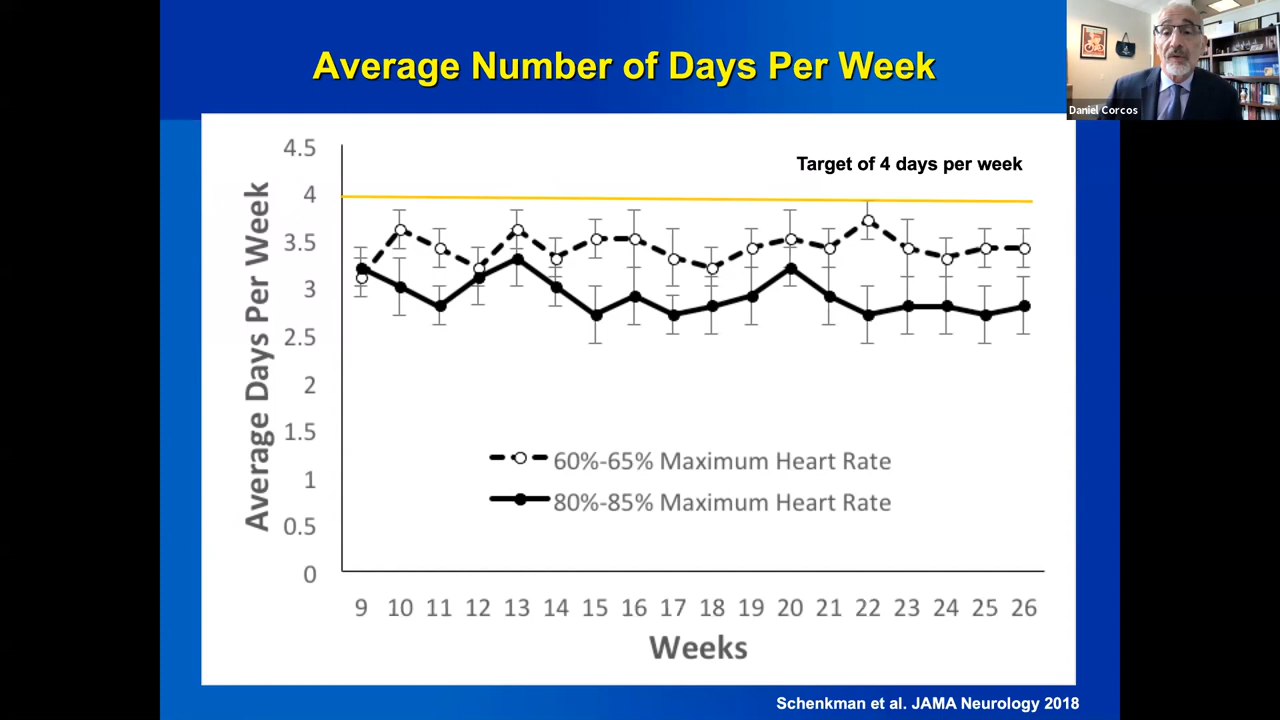 Average Number of Days Per Week
Daniel Corcos
Target of 4 days per week
Average Days Per Week
4.5
4
3.5
3
2.5
2
1.5
1
0.5
0
60%-65% Maximum Heart Rate
80%-85% Maximum Heart Rate
9 10 11 12 13 14 15 16 17 18 19 20 21 22 23 24 25 26
Weeks
Schenkman et al. JAMA Neurology 2018